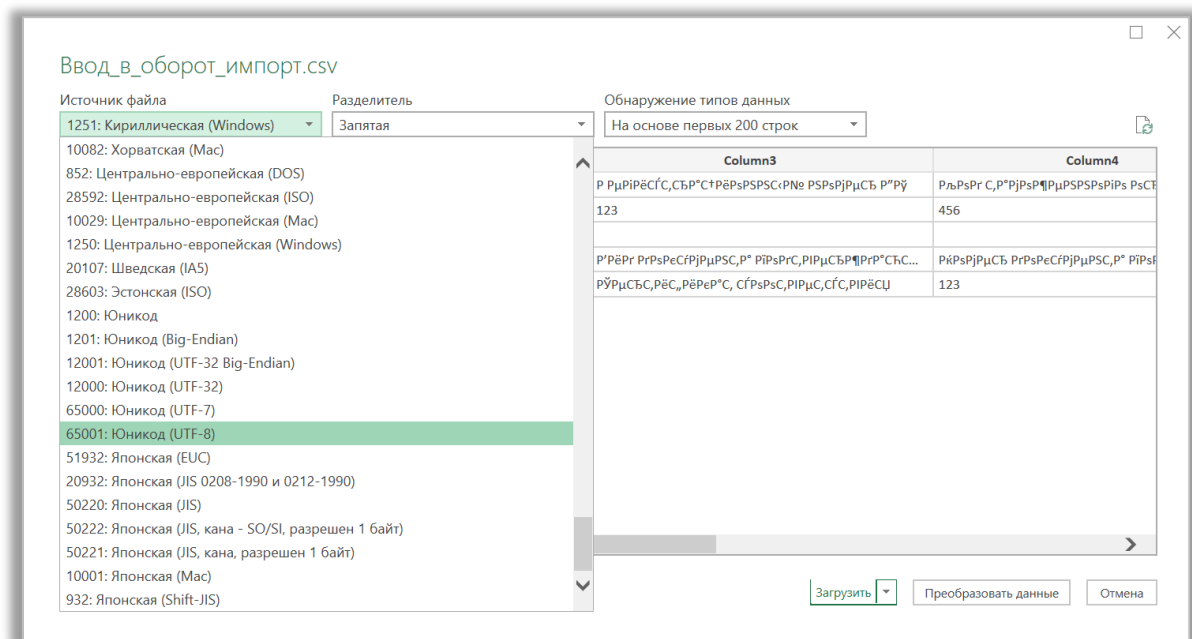 Ввод_в_оборот_импорт.csv
Источник файла Разделитель Обнаружение типов данных
1251: Кириллическая (Windows) Запятая На основе первых 200 строк
10082: Хорватская (Mac)
852: Центрально-европейская (DOS)
28592: Центрально-европейская (ISO)
10029: Центрально-европейская (Mac)
1250: Центрально-европейская (Windows)
20107: Шведская (IA5)
28603: Эстонская (ISO)
1200: Юникод
1201: Юникод (Big-Endian)
12001: Юникод (UTF-32 Big-Endian)
12000: Юникод (UTF-32)
65000: Юникод (UTF-7)
65001: Юникод (UTF-8)
51932: Японская (EUC)
20932: Японская (JIS 0208-1990 и 0212-1990)
50220: Японская (JIS)
50222: Японская (JIS, кана - SO/SI, разрешен 1 байт)
50221: Японская (JIS, кана, разрешен 1 байт)
10001: Японская (Mac)
932: Японская (Shift-JIS)
Column3 Column4
123 456
123
Загрузить Преобразовать данные Отмена